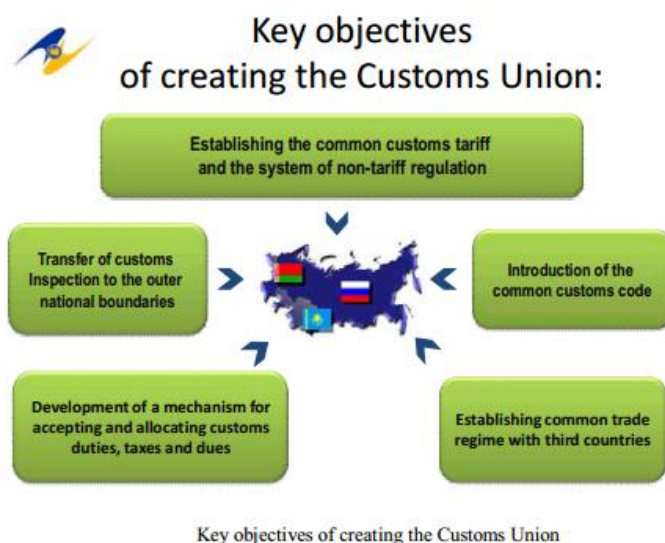 Key objectives
of creating the Customs Union:
Establishing the common customs tariff
and the system of non-tariff regulation
Transfer of customs
Inspection to the outer
national boundaries
Introduction of the
common customs code
Development of a mechanism for
accepting and allocating customs
duties, taxes and dues
Establishing common trade
regime with third countries
Key objectives of creating the Customs Union